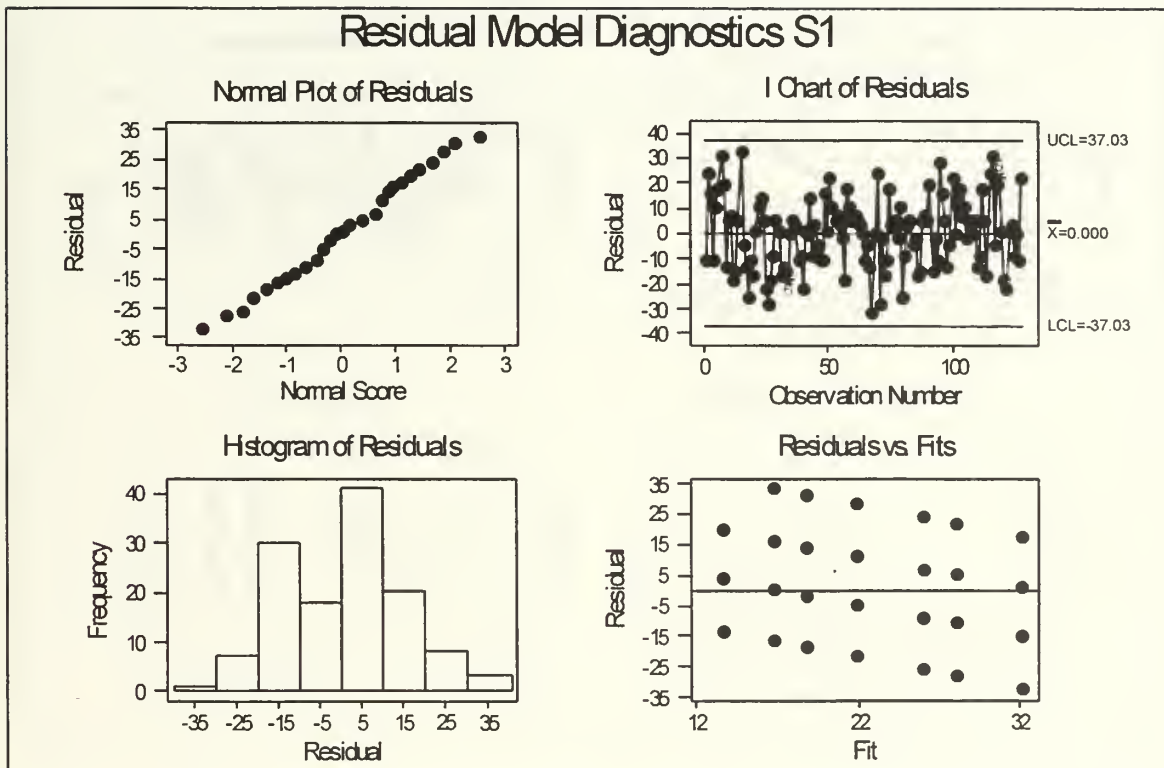 Residual Model Diagnostics S1
Normal Plot of Residuals
35
25
15
5
-5
-15
-25
-35
Residual
-3 -2 -1 0 1 2 3
Normal Score
I Chart of Residuals
40
30
20
10
0
-10
-20
-30
-40
Residual
UCL=37.03
X=0.000
LCL=-37.03
0 50 100
Observation Number
Histogram of Residuals
40
30
20
10
0
Frequency
-35 -25 -15 -5 5 15 25 35
Residual
Residuals vs. Fits
35
25
15
5
-5
-15
-25
-35
Residual
12 22 32
Fit